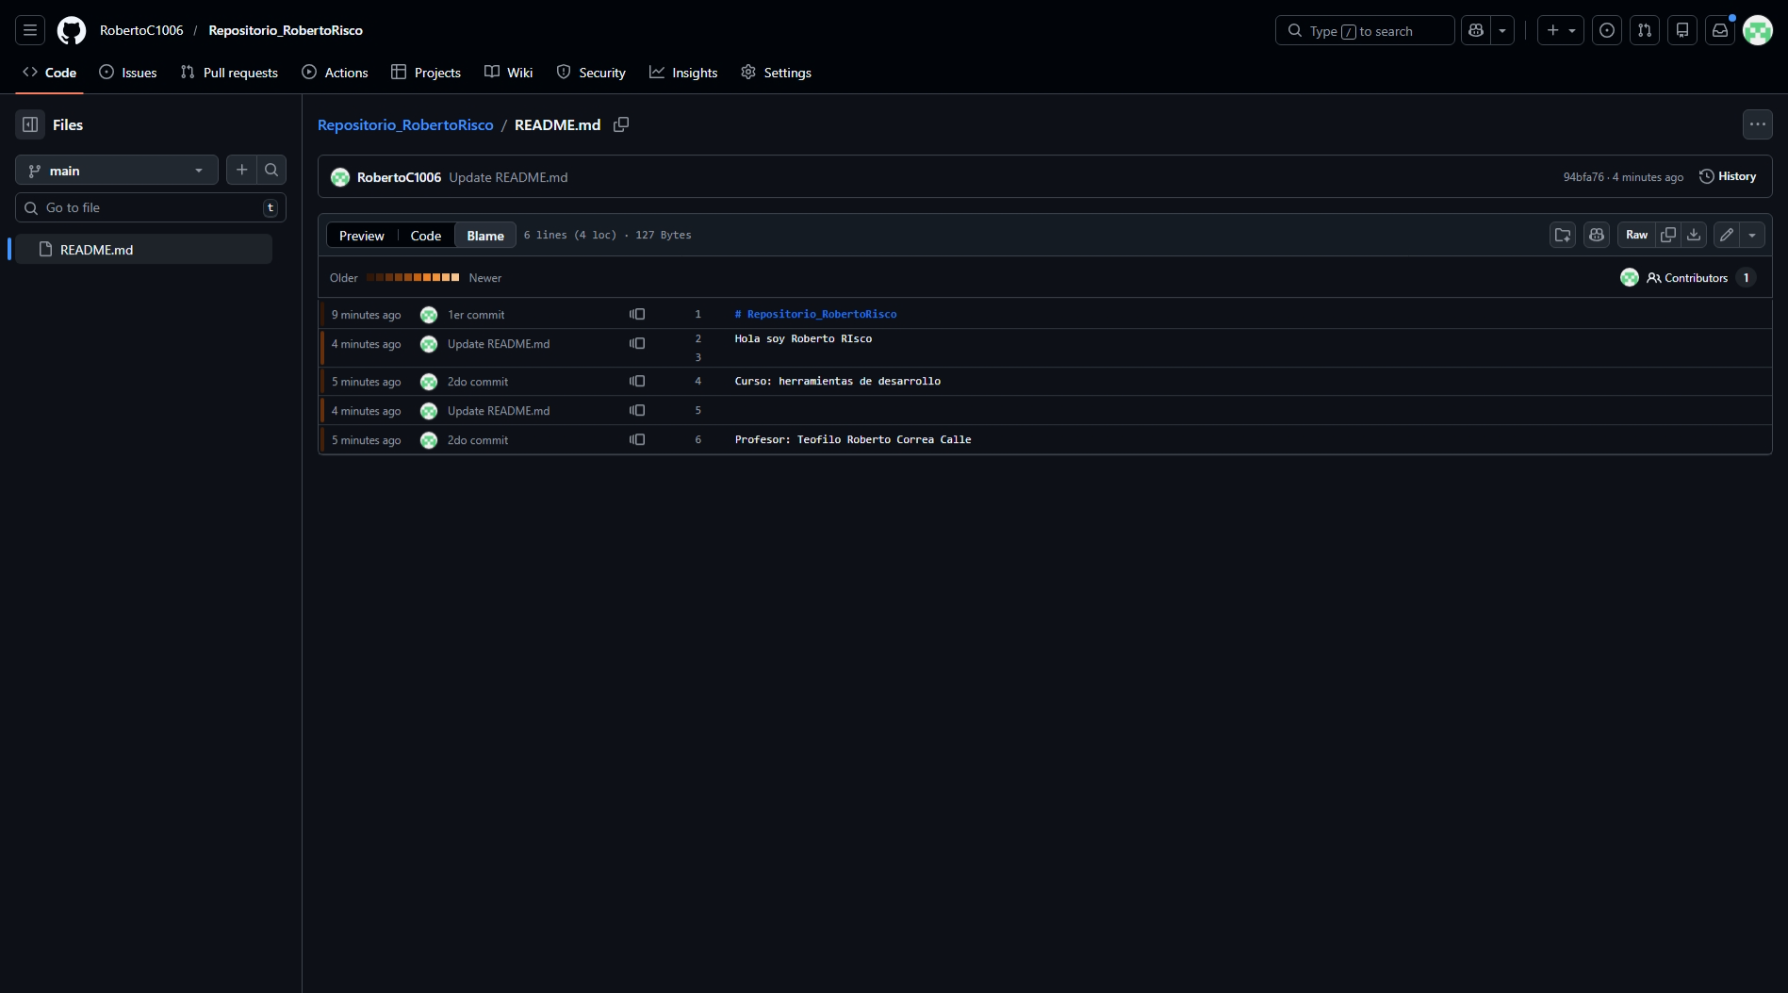 RobertoC1006 / Repositorio_RobertoRisco
Type / to search
Code Issues Pull requests Actions Projects Wiki Security Insights Settings
Files
main
Go to file t
README.md
Repositorio_RobertoRisco / README.md
RobertoC1006 Update README.md 94bfa76 · 4 minutes ago History
Preview Code Blame 6 lines (4 loc) · 127 Bytes Raw
Older Newer Contributors 1
9 minutes ago 1er commit 1 # Repositorio_RobertoRisco
4 minutes ago Update README.md 2 Hola soy Roberto RIsco
3
5 minutes ago 2do commit 4 Curso: herramientas de desarrollo
4 minutes ago Update README.md 5
5 minutes ago 2do commit 6 Profesor: Teofilo Roberto Correa Calle